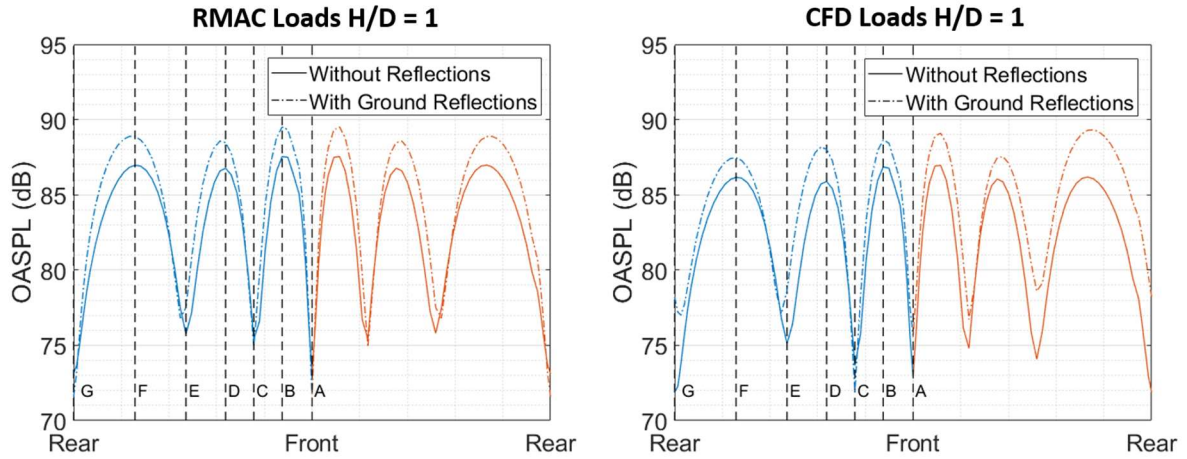 RMAC Loads H/D = 1
95
90
85
80
75
70
OASPL (dB)
Without Reflections
With Ground Reflections
G F E D C B A
Rear Front Rear
CFD Loads H/D = 1
95
90
85
80
75
70
OASPL (dB)
Without Reflections
With Ground Reflections
G F E D C B A
Rear Front Rear